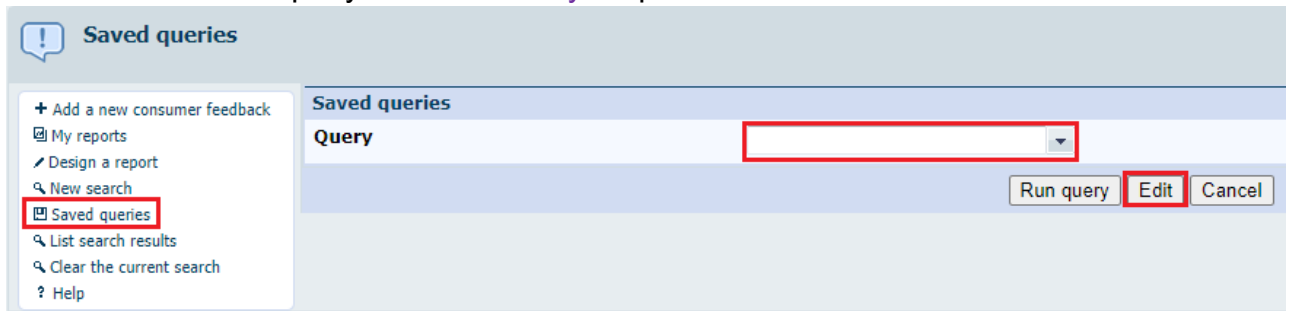 Saved queries
+ Add a new consumer feedback
My reports
Design a report
New search
Saved queries
List search results
Clear the current search
? Help
Saved queries
Query
Run query Edit Cancel